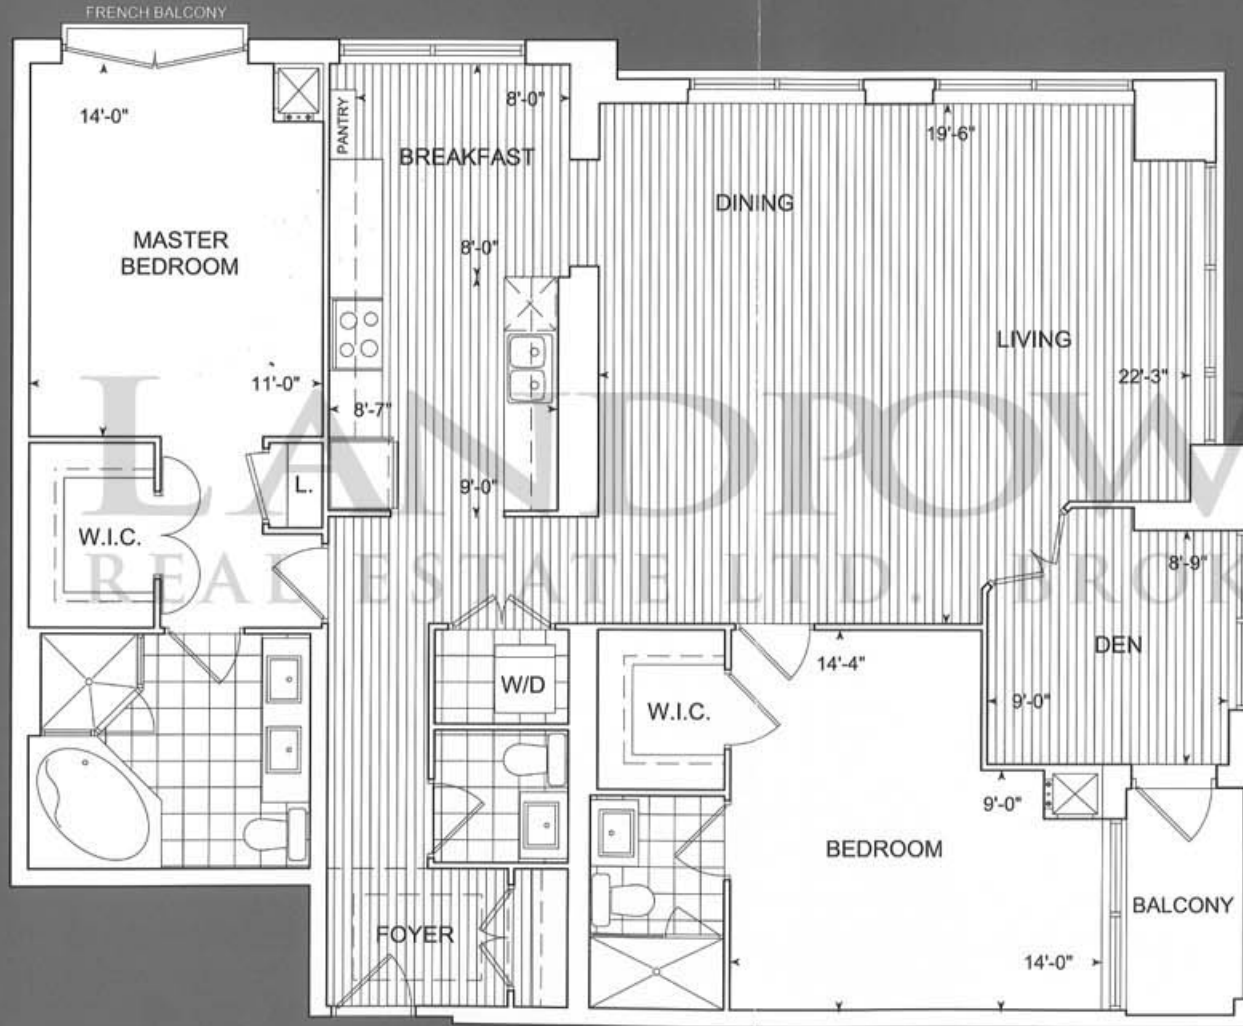 FRENCH BALCONY
14'-0"
PANTRY
8'-0"
BREAKFAST
19'-6"
DINING
MASTER
BEDROOM
8'-0"
LIVING
11'-0"
8'-7"
22'-3"
LANDPOW
L.
9'-0"
W.I.C.
REAL ESTATE LTD. BROK
8'-9"
DEN
14'-4"
W/D
W.I.C.
9'-0"
9'-0"
BEDROOM
BALCONY
FOYER
14'-0"